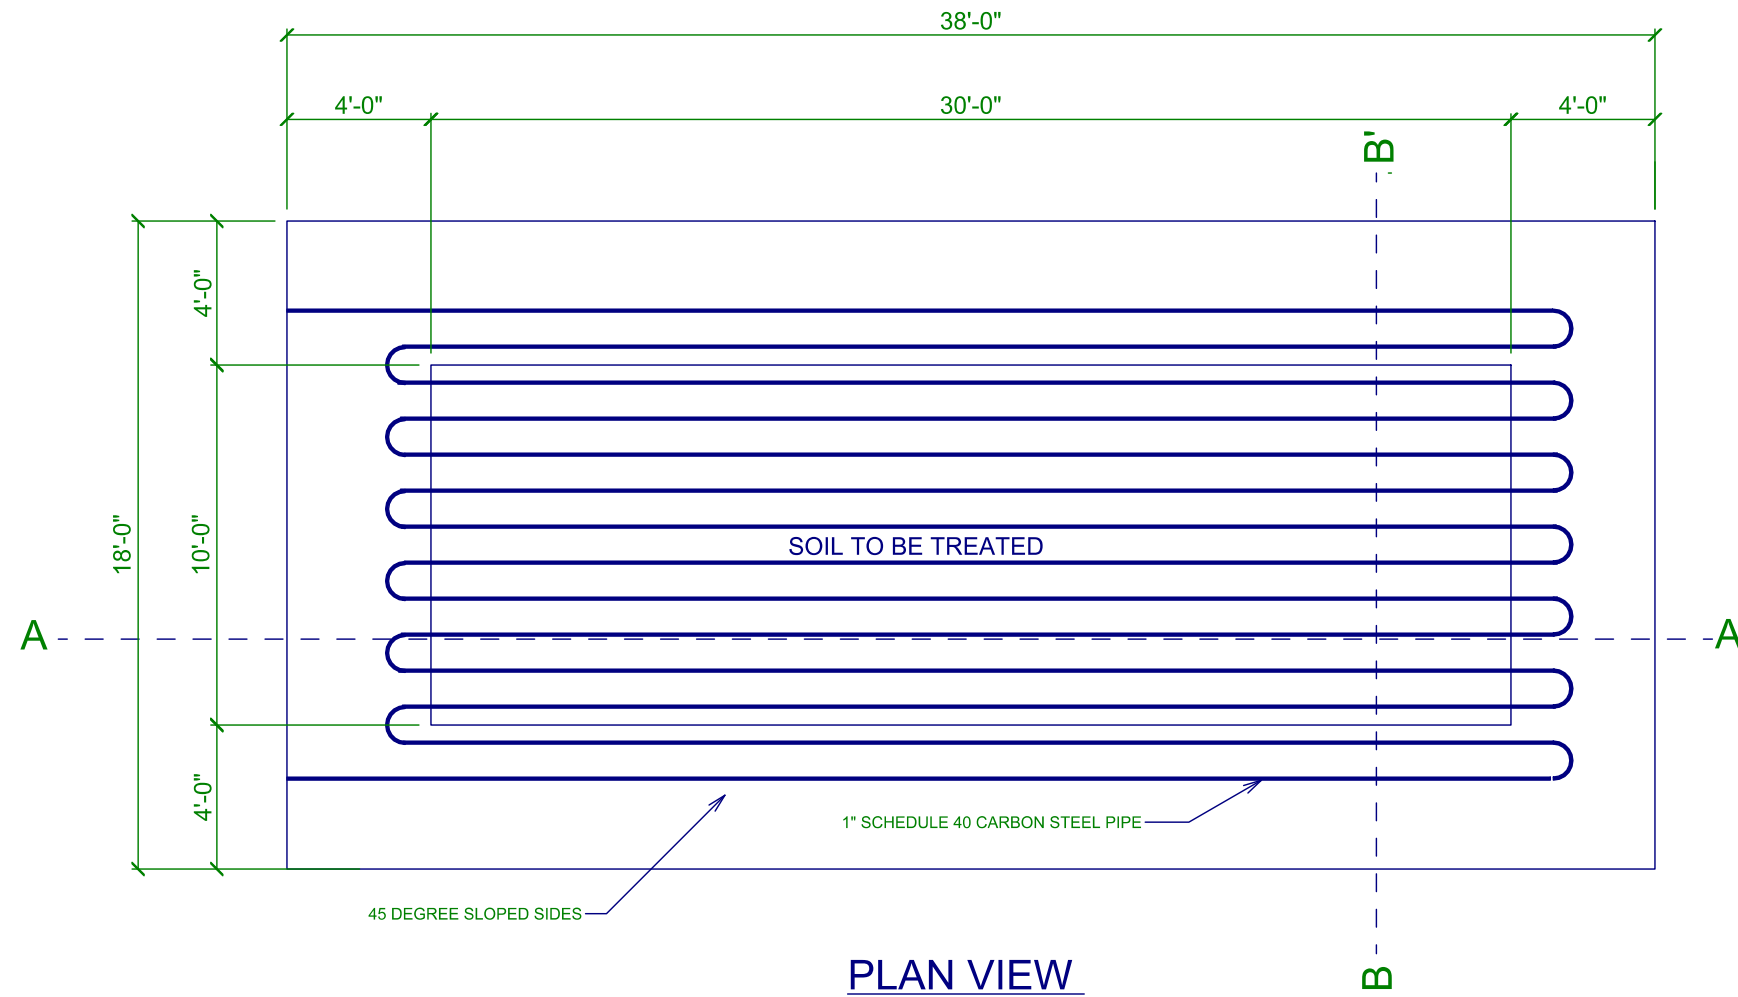 38'-0"
4'-0"
30'-0"
4'-0"
B'
4'-0"
18'-0"
10'-0"
SOIL TO BE TREATED
A
A
4'-0"
1" SCHEDULE 40 CARBON STEEL PIPE
45 DEGREE SLOPED SIDES
PLAN VIEW
B